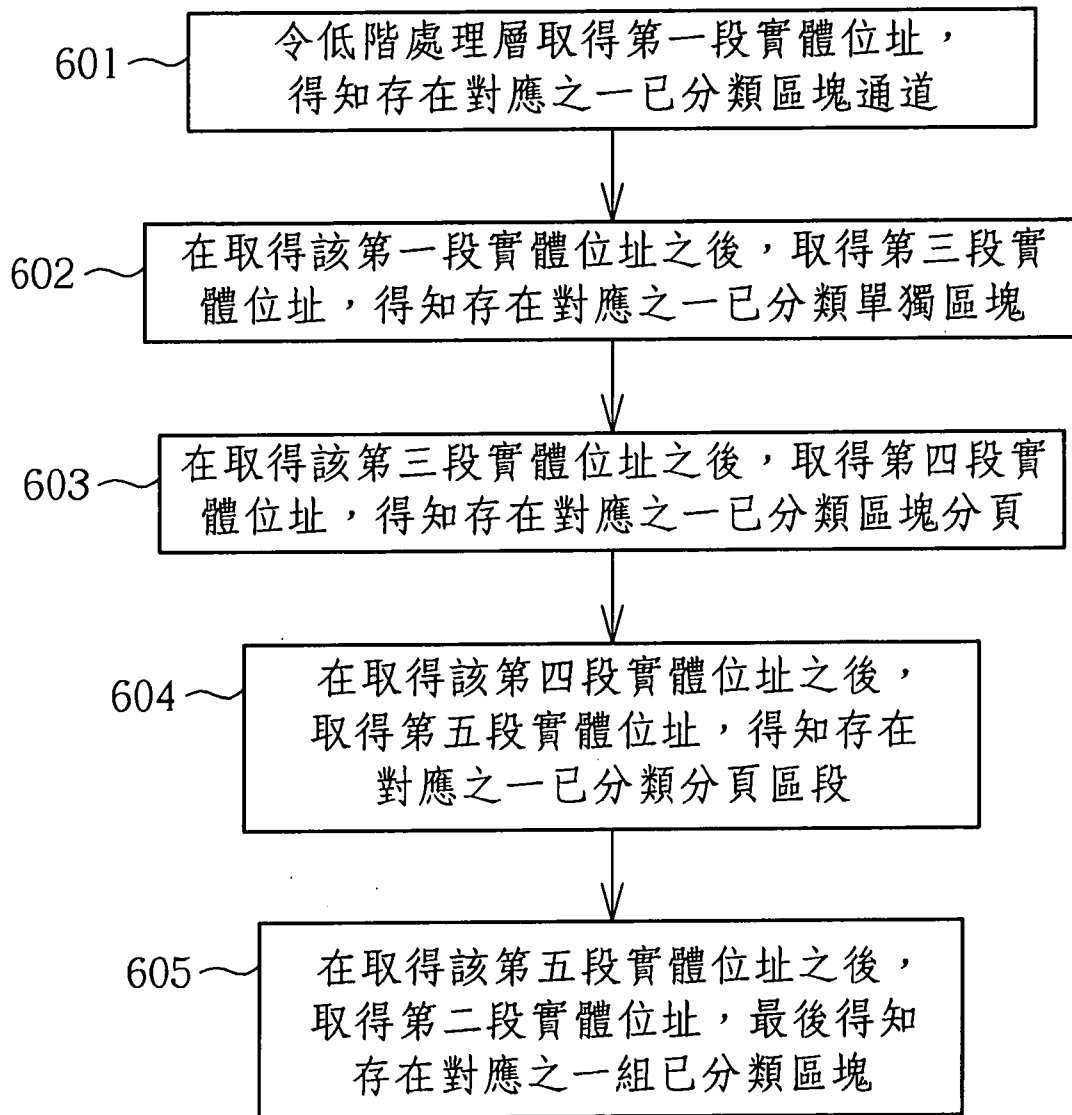 601
令低階處理層取得第一段實體位址，
得知存在對應之一已分類區塊通道
602
在取得該第一段實體位址之後，取得第三段實
體位址，得知存在對應之一已分類單獨區塊
603
在取得該第三段實體位址之後，取得第四段實
體位址，得知存在對應之一已分類區塊分頁
604
在取得該第四段實體位址之後，
取得第五段實體位址，得知存在
對應之一已分類分頁區段
605
在取得該第五段實體位址之後，
取得第二段實體位址，最後得知
存在對應之一組已分類區塊